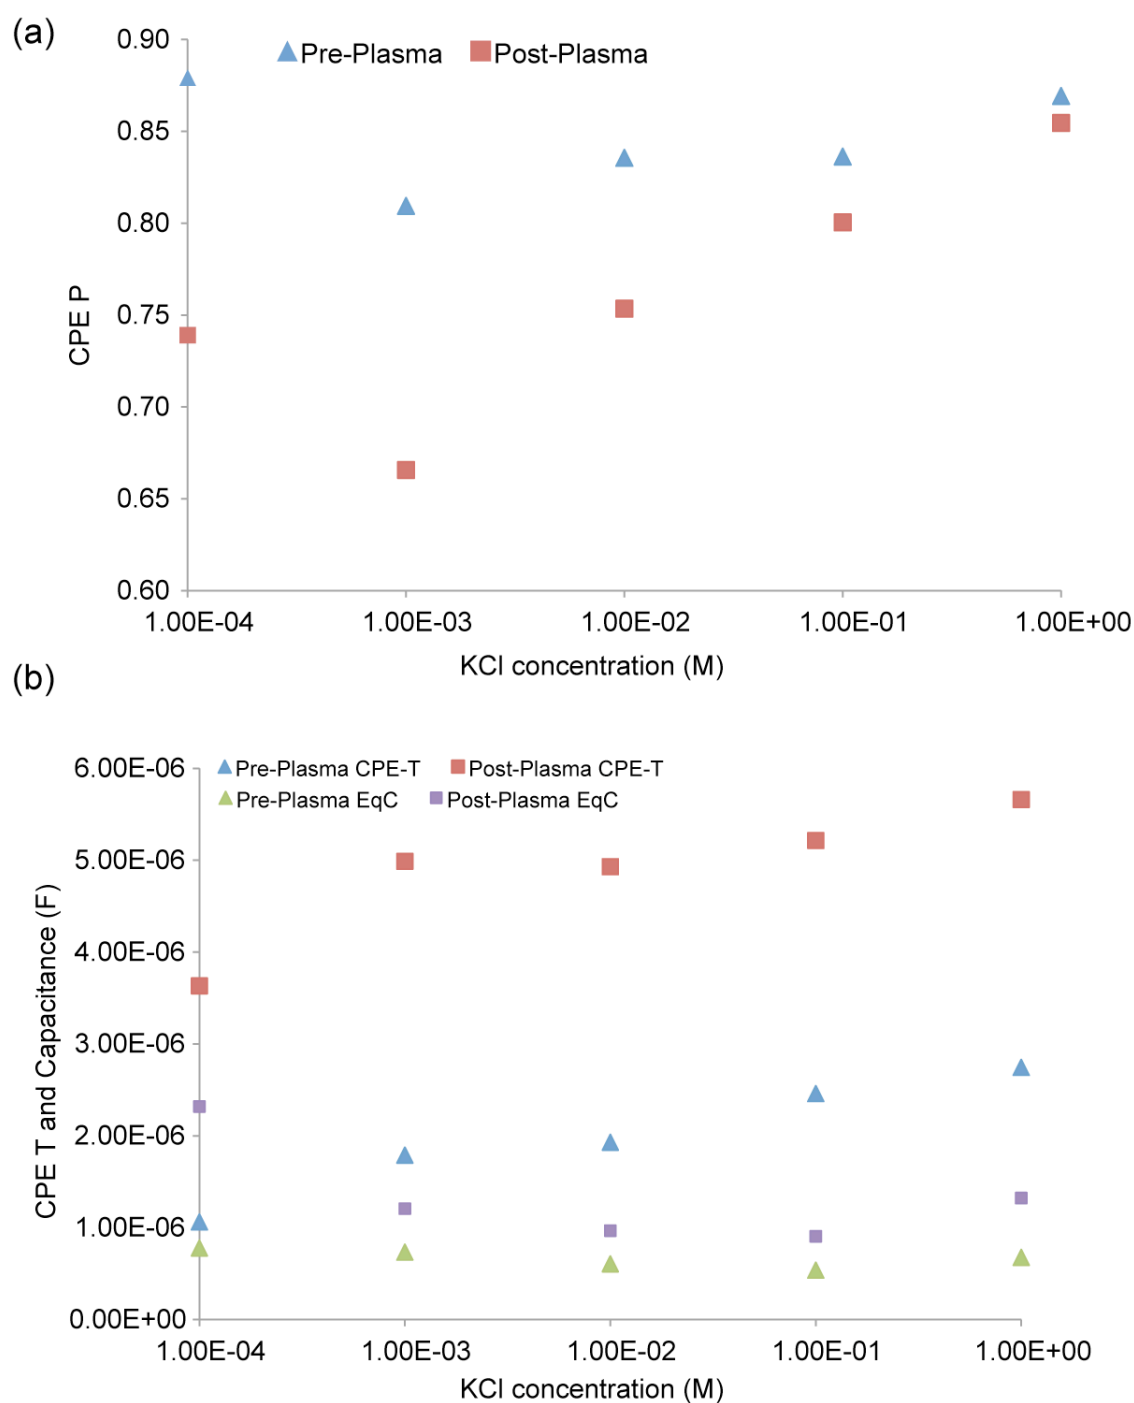 (a)
Pre-Plasma Post-Plasma
0.90
0.85
0.80
0.75
0.70
0.65
0.60
CPE P
1.00E-04 1.00E-03 1.00E-02 1.00E-01 1.00E+00
KCl concentration (M)
(b)
Pre-Plasma CPE-T Post-Plasma CPE-T
Pre-Plasma EqC Post-Plasma EqC
6.00E-06
5.00E-06
4.00E-06
3.00E-06
2.00E-06
1.00E-06
0.00E+00
CPE T and Capacitance (F)
1.00E-04 1.00E-03 1.00E-02 1.00E-01 1.00E+00
KCl concentration (M)